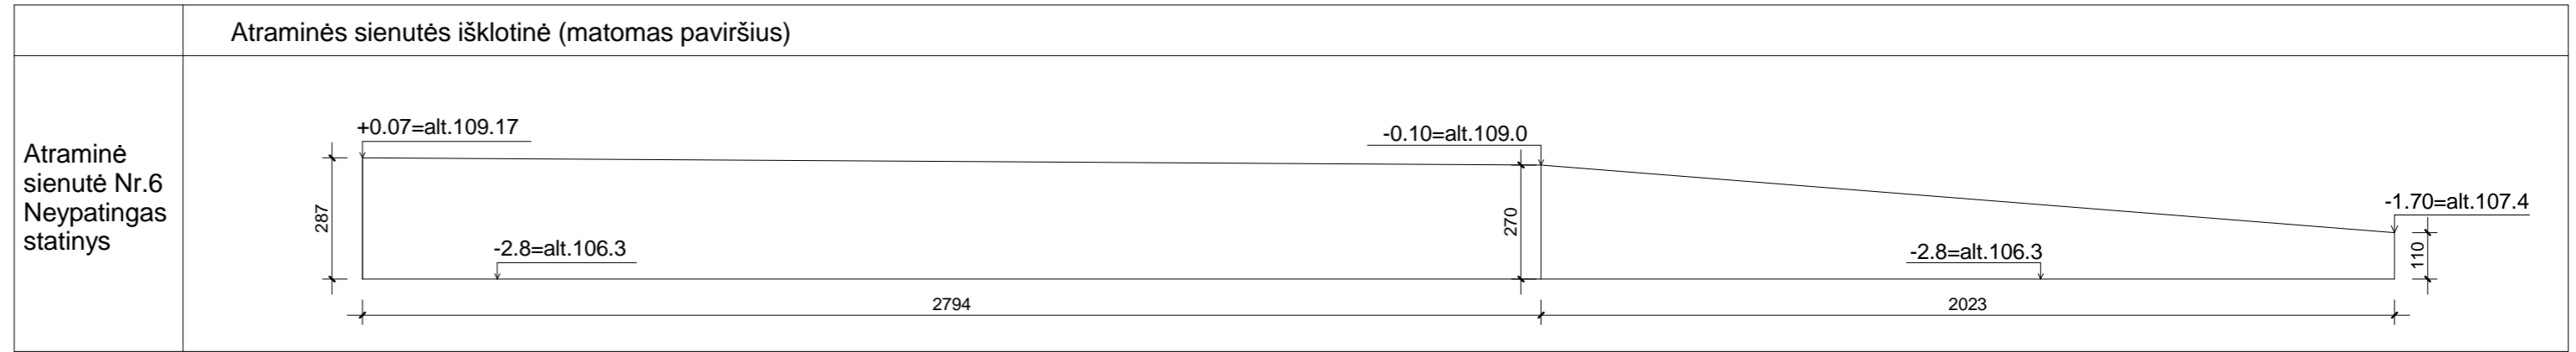 Atraminės sienutės išklotinė (matomas paviršius)
Atraminė
sienutė Nr.6
Neypatingas
statinys
+0.07=alt.109.17
-0.10=alt.109.0
-1.70=alt.107.4
287
270
110
-2.8=alt.106.3
-2.8=alt.106.3
2794
2023